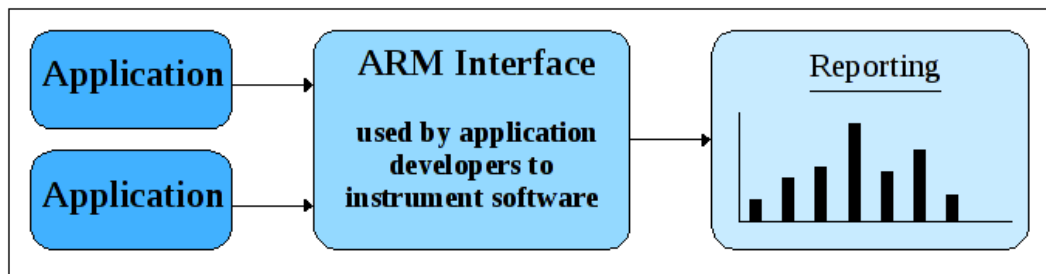 Application
Application
ARM Interface
used by application
developers to
instrument software
Reporting